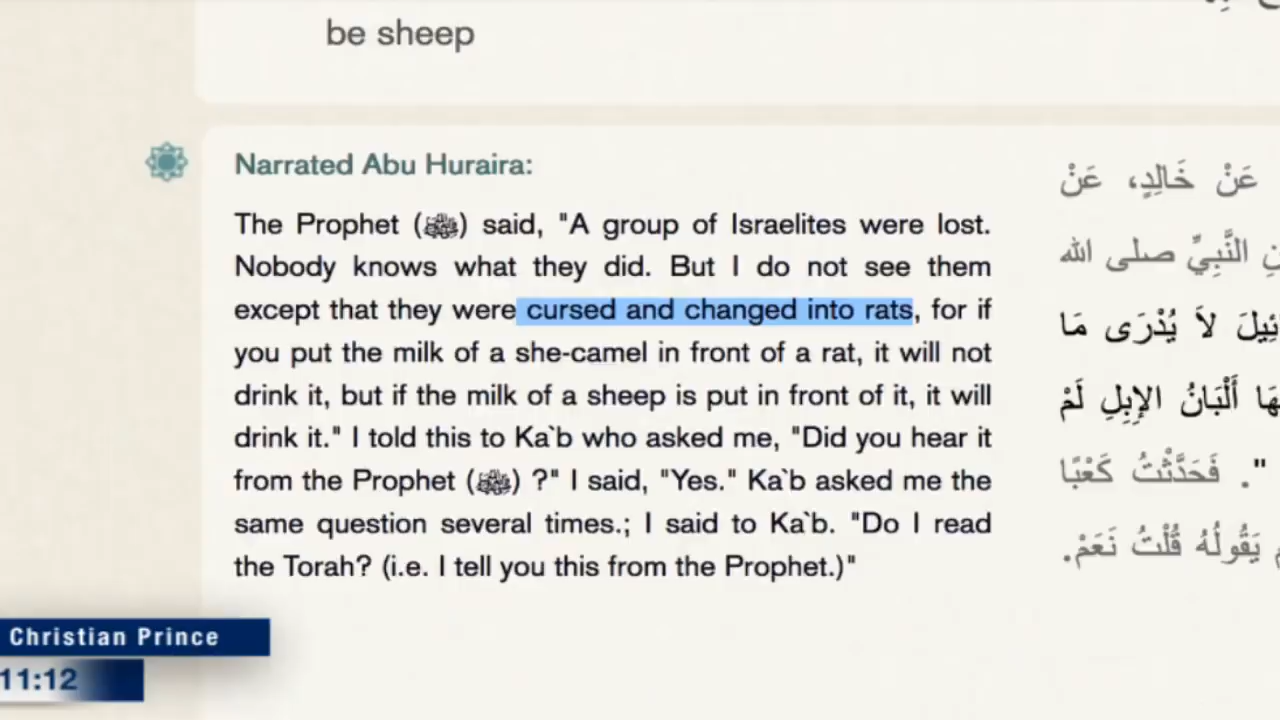 be sheep
Narrated Abu Huraira:
The Prophet (ﷺ) said, "A group of Israelites were lost.
Nobody knows what they did. But I do not see them
except that they were cursed and changed into rats, for if
you put the milk of a she-camel in front of a rat, it will not
drink it, but if the milk of a sheep is put in front of it, it will
drink it." I told this to Ka`b who asked me, "Did you hear it
from the Prophet (ﷺ) ?" I said, "Yes." Ka`b asked me the
same question several times.; I said to Ka`b. "Do I read
the Torah? (i.e. I tell you this from the Prophet.)"
عَنْ خَالِدٍ، عَنْ
النَّبِيِّ صلى الله
لاَ يُدْرَى مَا
أَلْبَانُ الإِبِلِ لَمْ
" . فَحَدَّثْتُ كَعْبًا
يَقُولُهُ قُلْتُ نَعَمْ.
Christian Prince
11:12